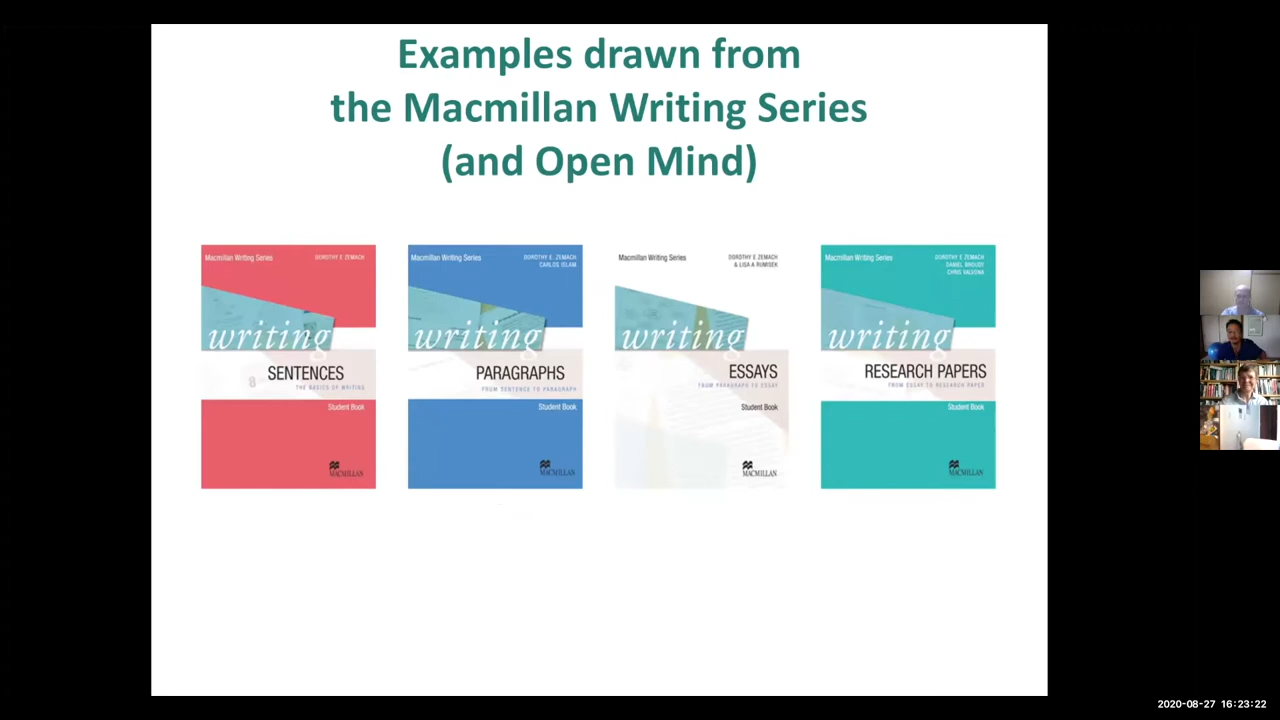 Examples drawn from
the Macmillan Writing Series
(and Open Mind)
Macmillan Writing Series
DOROTHY E ZEMACH
writing
SENTENCES
THE BASICS OF WRITING
Student Book
MACMILLAN
Macmillan Writing Series
DOROTHY E. ZEMACH
CARLOS ISLAM
writing
PARAGRAPHS
FROM SENTENCE TO PARAGRAPH
Student Book
MACMILLAN
Macmillan Writing Series
DOROTHY E ZEMACH
& LISA A RUMISEK
writing
ESSAYS
FROM PARAGRAPH TO ESSAY
Student Book
MACMILLAN
Macmillan Writing Series
DOROTHY E. ZEMACH
DANIEL BROUDY
CHRIS VALVONA
writing
RESEARCH PAPERS
FROM ESSAY TO RESEARCH PAPER
Student Book
MACMILLAN
2020-08-27 16:23:22